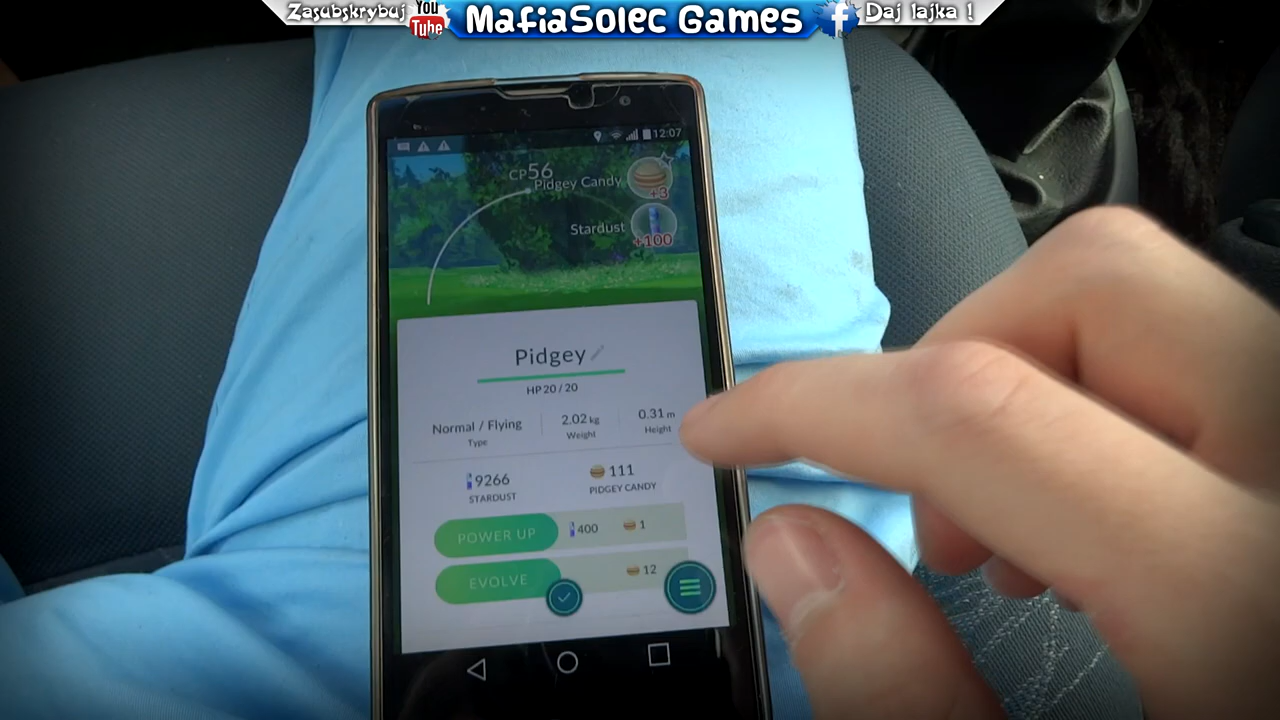 Zasubskrybuj
You
Tube
MafiaSolec Games
f
Daj lajka !
12:07
CP56
Pidgey Candy
+3
Stardust
+100
Pidgey
HP 20 / 20
Normal / Flying
2.02 kg
0.31 m
Type
Weight
Height
9266
111
STARDUST
PIDGEY CANDY
POWER UP
400
1
EVOLVE
12